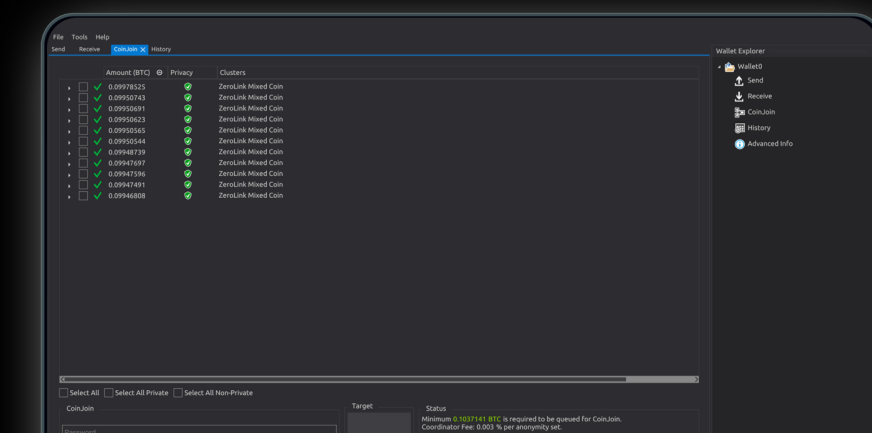 File Tools Help
Send Receive CoinJoin History
Wallet Explorer
Wallet0
Send
Receive
CoinJoin
History
Advanced Info
Amount (BTC) Privacy Clusters
0.09978525 ZeroLink Mixed Coin
0.09950743 ZeroLink Mixed Coin
0.09950691 ZeroLink Mixed Coin
0.09950623 ZeroLink Mixed Coin
0.09950565 ZeroLink Mixed Coin
0.09950544 ZeroLink Mixed Coin
0.09948739 ZeroLink Mixed Coin
0.09947697 ZeroLink Mixed Coin
0.09947596 ZeroLink Mixed Coin
0.09947491 ZeroLink Mixed Coin
0.09946808 ZeroLink Mixed Coin
Select All Select All Private Select All Non-Private
CoinJoin Target Status
Minimum 0.1037141 BTC is required to be queued for CoinJoin.
Coordinator Fee: 0.003 % per anonymity set.
Password